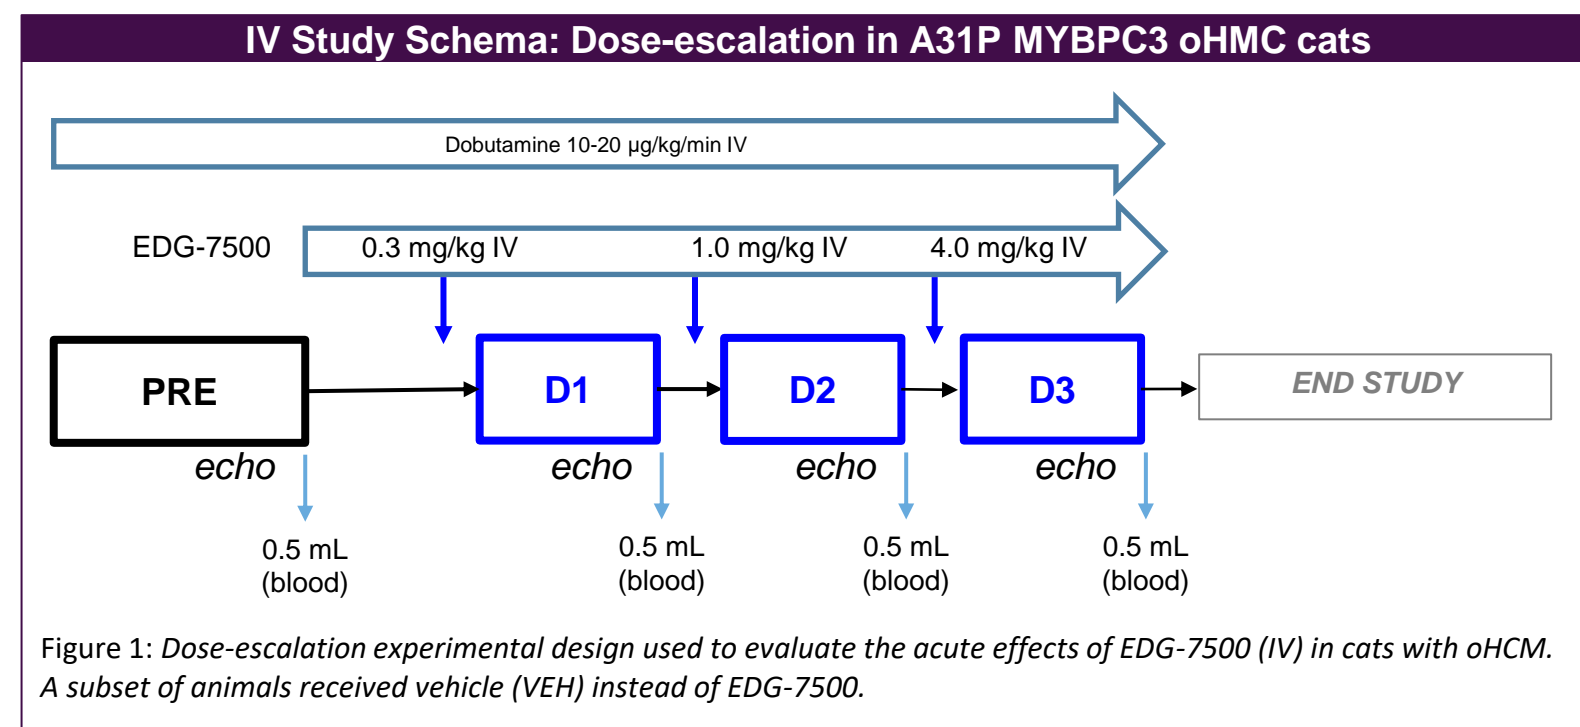 IV Study Schema: Dose-escalation in A31P MYBPC3 oHMC cats
Dobutamine 10-20 µg/kg/min IV
EDG-7500
0.3 mg/kg IV
1.0 mg/kg IV
4.0 mg/kg IV
PRE
D1
D2
D3
END STUDY
echo
echo
echo
echo
0.5 mL
(blood)
0.5 mL
(blood)
0.5 mL
(blood)
0.5 mL
(blood)
Figure 1: Dose-escalation experimental design used to evaluate the acute effects of EDG-7500 (IV) in cats with oHCM.
A subset of animals received vehicle (VEH) instead of EDG-7500.